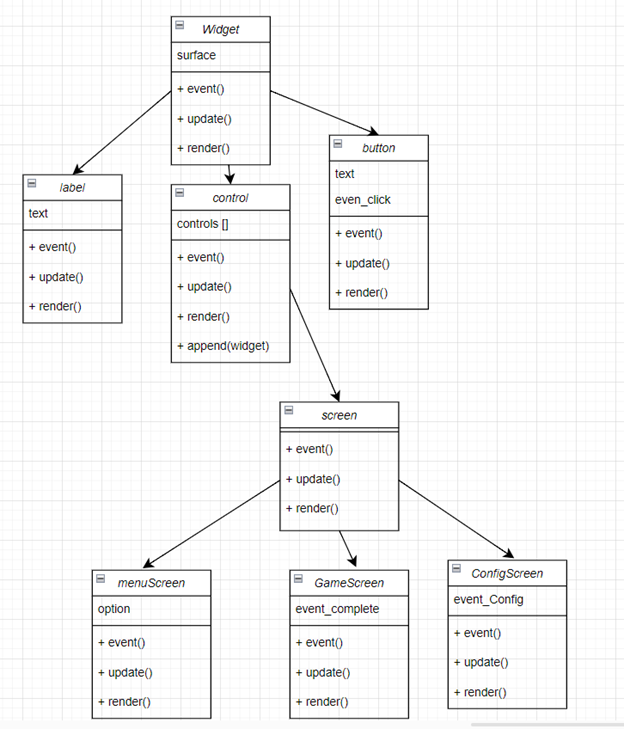 Widget
surface
+ event()
+ update()
+ render()
label
text
+ event()
+ update()
+ render()
control
controls []
+ event()
+ update()
+ render()
+ append(widget)
button
text
even_click
+ event()
+ update()
+ render()
screen
+ event()
+ update()
+ render()
menuScreen
option
+ event()
+ update()
+ render()
GameScreen
event_complete
+ event()
+ update()
+ render()
ConfigScreen
event_Config
+ event()
+ update()
+ render()